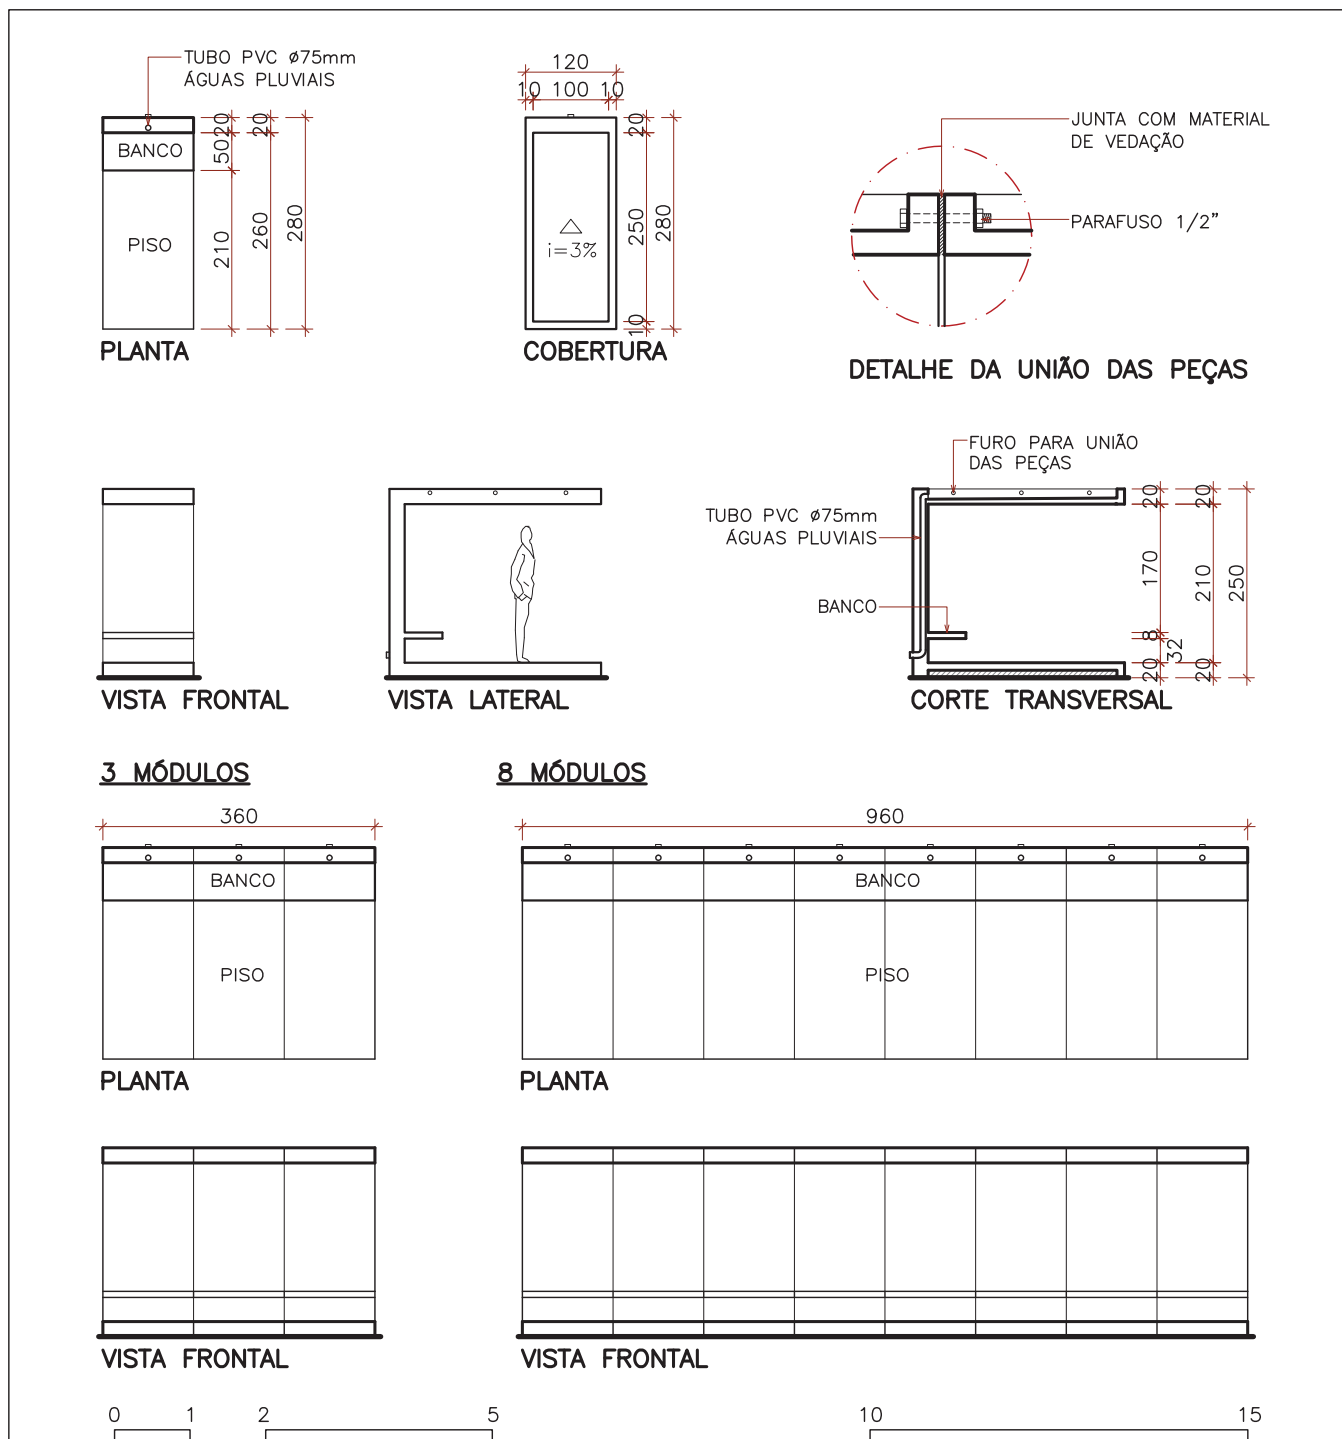 TUBO PVC ø75mm
ÁGUAS PLUVIAIS
20
20
BANCO
50
PISO
210
260
280
PLANTA
120
10 100 10
20
250
280
i=3%
10
COBERTURA
JUNTA COM MATERIAL
DE VEDAÇÃO
PARAFUSO 1/2”
DETALHE DA UNIÃO DAS PEÇAS
VISTA FRONTAL
VISTA LATERAL
FURO PARA UNIÃO
DAS PEÇAS
TUBO PVC ø75mm
ÁGUAS PLUVIAIS
BANCO
20
20
170
210
250
8
32
20
20
CORTE TRANSVERSAL
3 MÓDULOS
360
BANCO
PISO
PLANTA
VISTA FRONTAL
8 MÓDULOS
960
BANCO
PISO
PLANTA
VISTA FRONTAL
0 1 2 5 10 15